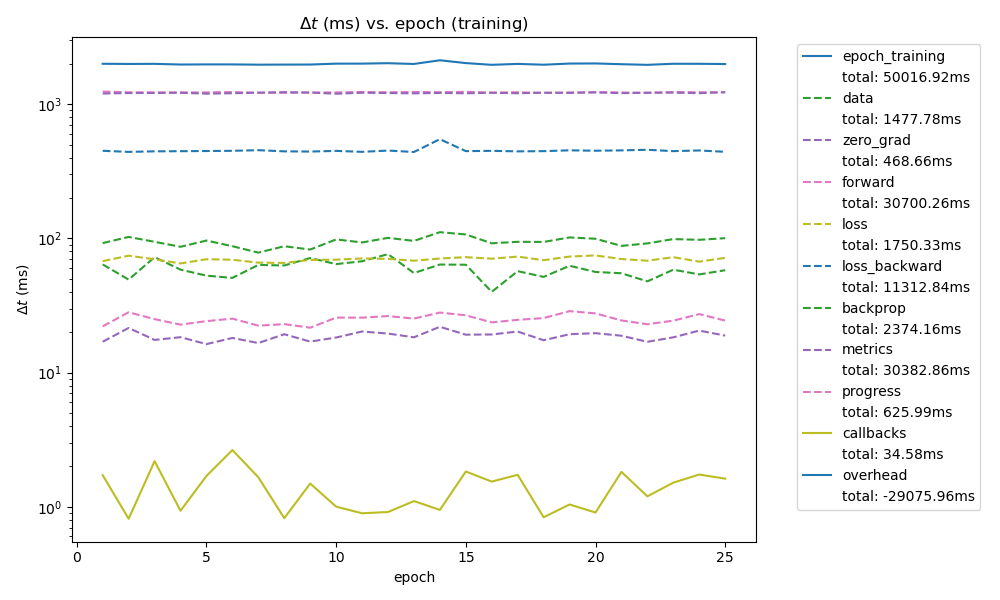 Δt (ms) vs. epoch (training)
10³
10²
10¹
10⁰
Δt (ms)
0
5
10
15
20
25
epoch
epoch_training
total: 50016.92ms
data
total: 1477.78ms
zero_grad
total: 468.66ms
forward
total: 30700.26ms
loss
total: 1750.33ms
loss_backward
total: 11312.84ms
backprop
total: 2374.16ms
metrics
total: 30382.86ms
progress
total: 625.99ms
callbacks
total: 34.58ms
overhead
total: -29075.96ms